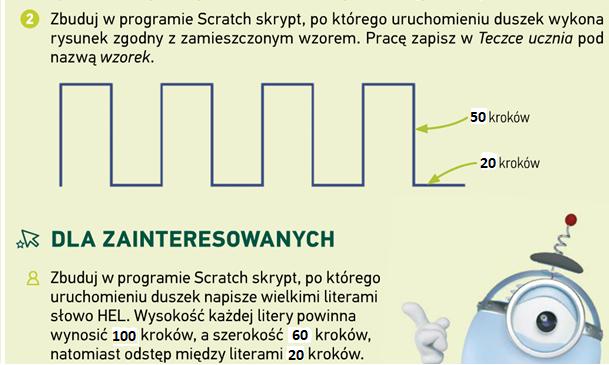 2 Zbuduj w programie Scratch skrypt, po którego uruchomieniu duszek wykona
rysunek zgodny z zamieszczonym wzorem. Pracę zapisz w Teczce ucznia pod
nazwą wzorek.
50 kroków
20 kroków
DLA ZAINTERESOWANYCH
Zbuduj w programie Scratch skrypt, po którego
uruchomieniu duszek napisze wielkimi literami
słowo HEL. Wysokość każdej litery powinna
wynosić 100 kroków, a szerokość 60 kroków,
natomiast odstęp między literami 20 kroków.